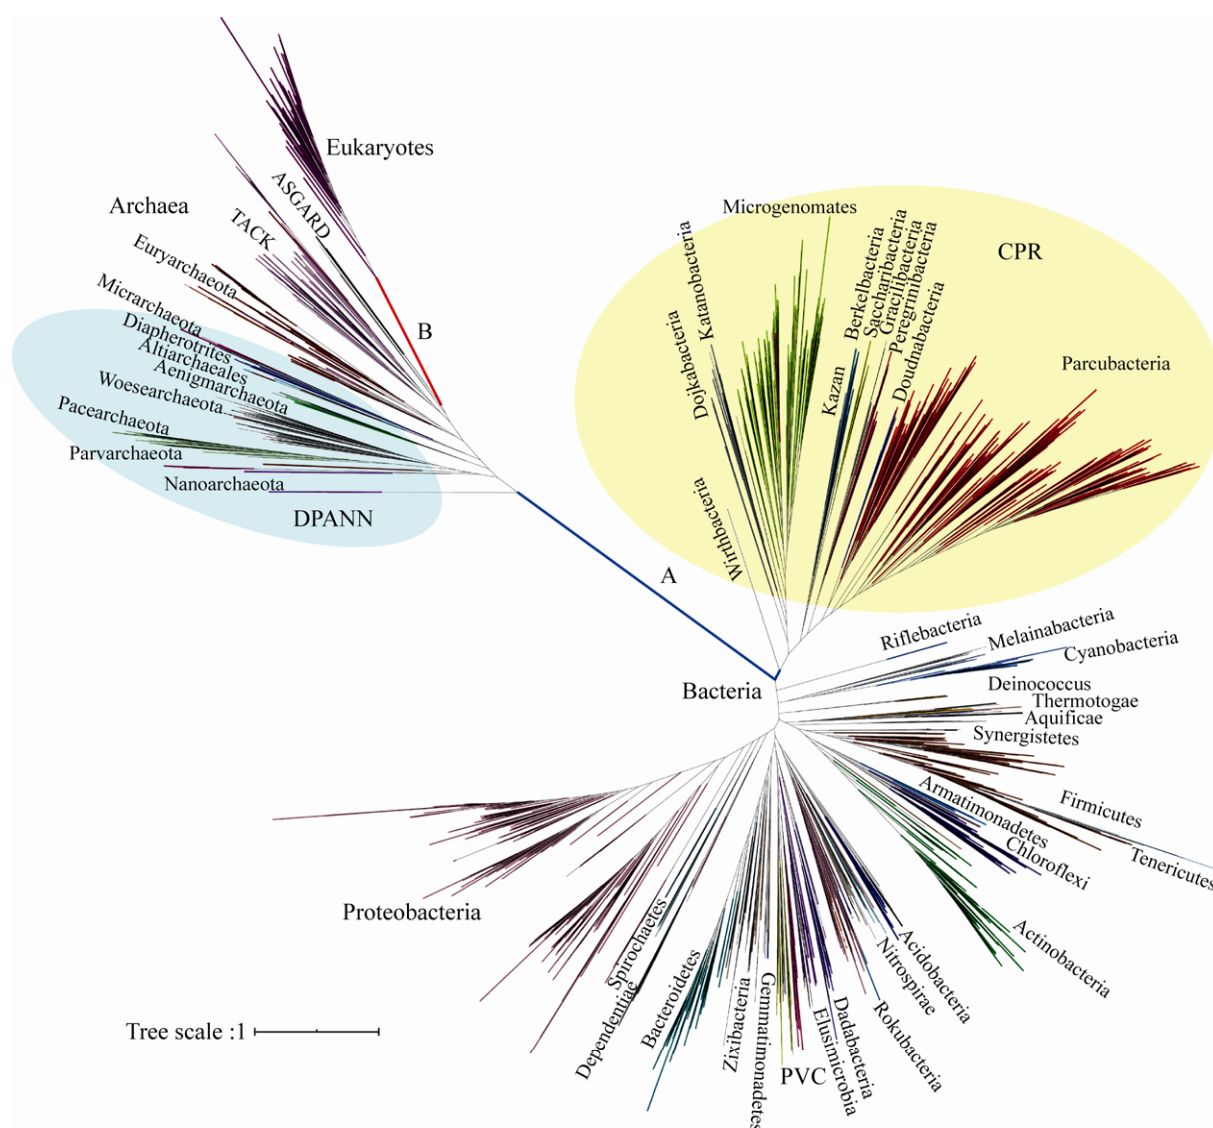 Eukaryotes
ASGARD
Archaea
TACK
Euryarchaeota
Micrarchaeota
Diapherotrites
Altiarchaeales
Aenigmarchaeota
Woesearchaeota
Pacearchaeota
Parvarchaeota
Nanoarchaeota
DPANN
B
A
Microgenomates
CPR
Katanobacteria
Dojkabacteria
Wirthbacteria
Kazan
Berkelbacteria
Saccharibacteria
Gracilibacteria
Peregrinibacteria
Doudnabacteria
Parcubacteria
Bacteria
Riflebacteria
Melainabacteria
Cyanobacteria
Deinococcus
Thermotogae
Aquificae
Synergistetes
Firmicutes
Tenericutes
Armatimonadetes
Chloroflexi
Actinobacteria
Acidobacteria
Nitrospirae
Rokubacteria
Dadabacteria
Elusimicrobia
PVC
Gemmatimonadetes
Zixibacteria
Bacteroidetes
Spirochaetes
Dependentiae
Proteobacteria
Tree scale :1